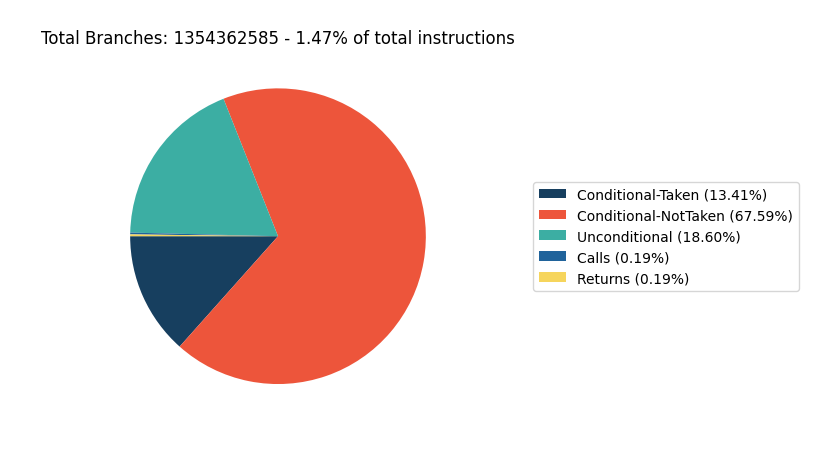 Total Branches: 1354362585 - 1.47% of total instructions
Conditional-Taken (13.41%)
Conditional-NotTaken (67.59%)
Unconditional (18.60%)
Calls (0.19%)
Returns (0.19%)